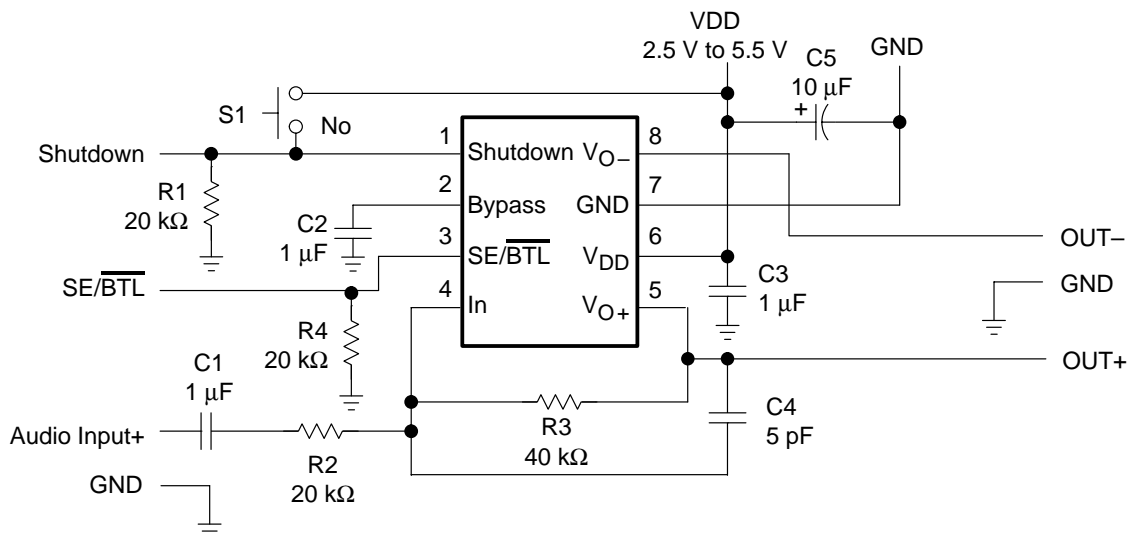 VDD
2.5 V to 5.5 V
GND
C5
10 μF
+
S1
No
Shutdown
R1
20 kΩ
C2
1 μF
SE/B̅T̅L̅
R4
20 kΩ
1
2
3
4
Shutdown
Bypass
SE/B̅T̅L̅
In
VO−
GND
VDD
VO+
8
7
6
5
C3
1 μF
OUT−
GND
OUT+
C1
1 μF
Audio Input+
GND
R2
20 kΩ
R3
40 kΩ
C4
5 pF